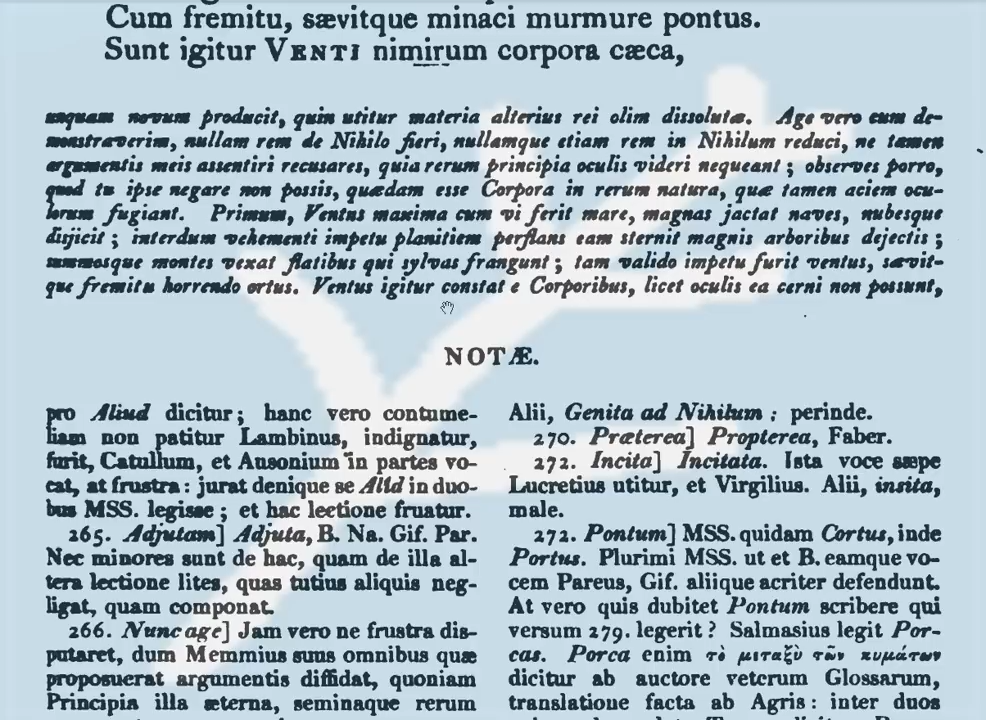 Cum fremitu, sævitque minaci murmure pontus.
Sunt igitur VENTI nimirum corpora cæca,
unquam novum producit, quin utitur materia alterius rei olim dissolutæ. Age vero cum de-
monstraverim, nullam rem de Nihilo fieri, nullamque etiam rem in Nihilum reduci, ne tamen
argumentis meis assentiri recusares, quia rerum principia oculis videri nequeant ; observes porro,
quod tu ipse negare non possis, quædam esse Corpora in rerum natura, quæ tamen aciem ocu-
lorum fugiant. Primum, Ventus maxima cum vi ferit mare, magnas jactat naves, nubesque
disjicit ; interdum vehementi impetu planitiem perflans eam sternit magnis arboribus dejectis ;
summosque montes vexat flatibus qui sylvas frangunt ; tam valido impetu furit ventus, sævit-
que fremitu horrendo ortus. Ventus igitur constat e Corporibus, licet oculis ea cerni non possunt,
NOTÆ.
pro Aliud dicitur ; hanc vero contume-
liam non patitur Lambinus, indignatur,
furit, Catullum, et Ausonium in partes vo-
cat, at frustra : jurat denique se Alid in duo-
bus MSS. legisse ; et hac lectione fruatur.
265. Adjutam] Adjuta, B. Na. Gif. Par.
Nec minores sunt de hac, quam de illa al-
tera lectione lites, quas tutius aliquis neg-
ligat, quam componat.
266. Nunc age] Jam vero ne frustra dis-
putaret, dum Memmius suus omnibus quæ
proposuerat argumentis diffidat, quoniam
Principia illa æterna, seminaque rerum
Alii, Genita ad Nihilum : perinde.
270. Præterea] Propterea, Faber.
272. Incita] Incitata. Ista voce sæpe
Lucretius utitur, et Virgilius. Alii, insita,
male.
272. Pontum] MSS. quidam Cortus, inde
Portus. Plurimi MSS. ut et B. eamque vo-
cem Pareus, Gif. aliique acriter defendunt.
At vero quis dubitet Pontum scribere qui
versum 279. legerit ? Salmasius legit Por-
cas. Porca enim τὸ μεταξὺ τῶν κυμάτων
dicitur ab auctore veterum Glossarum,
translatione facta ab Agris : inter duos